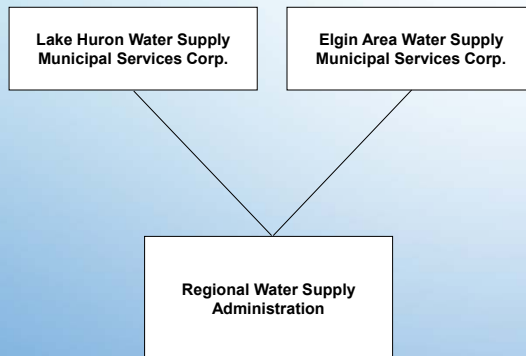 Lake Huron Water Supply
Municipal Services Corp.
Elgin Area Water Supply
Municipal Services Corp.
Regional Water Supply
Administration